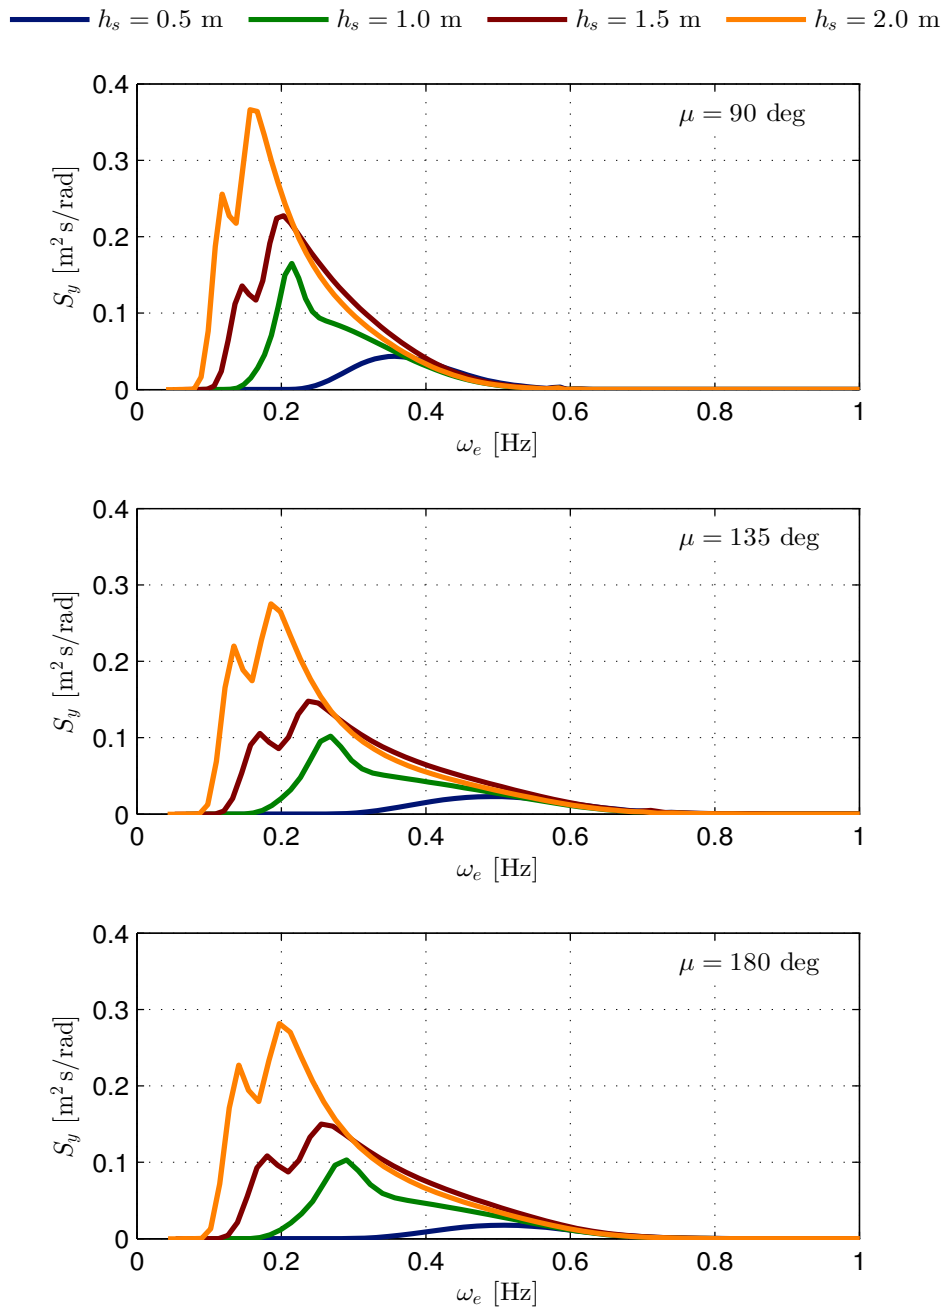 h_s = 0.5 m h_s = 1.0 m h_s = 1.5 m h_s = 2.0 m
μ = 90 deg
0.4
0.3
0.2
0.1
0
S_y [m² s/rad]
0 0.2 0.4 0.6 0.8 1
ω_e [Hz]
μ = 135 deg
0.4
0.3
0.2
0.1
0
S_y [m² s/rad]
0 0.2 0.4 0.6 0.8 1
ω_e [Hz]
μ = 180 deg
0.4
0.3
0.2
0.1
0
S_y [m² s/rad]
0 0.2 0.4 0.6 0.8 1
ω_e [Hz]